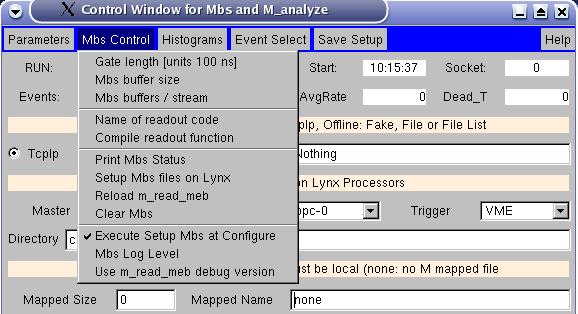 X Control Window for Mbs and M_analyze
Parameters Mbs Control Histograms Event Select Save Setup Help
RUN: Start: 10:15:37 Socket: 0
Events: AvgRate 0 Dead_T 0
Gate length [units 100 ns]
Mbs buffer size
Mbs buffers / stream
Name of readout code
Compile readout function
Print Mbs Status
Setup Mbs files on Lynx
Reload m_read_meb
Clear Mbs
✓ Execute Setup Mbs at Configure
Mbs Log Level
Use m_read_meb debug version
Offline: Fake, File or File List
TcpIp Nothing
on Lynx Processors
Master ppc-0 Trigger VME
Directory c
must be local (none: no M mapped file
Mapped Size 0 Mapped Name none